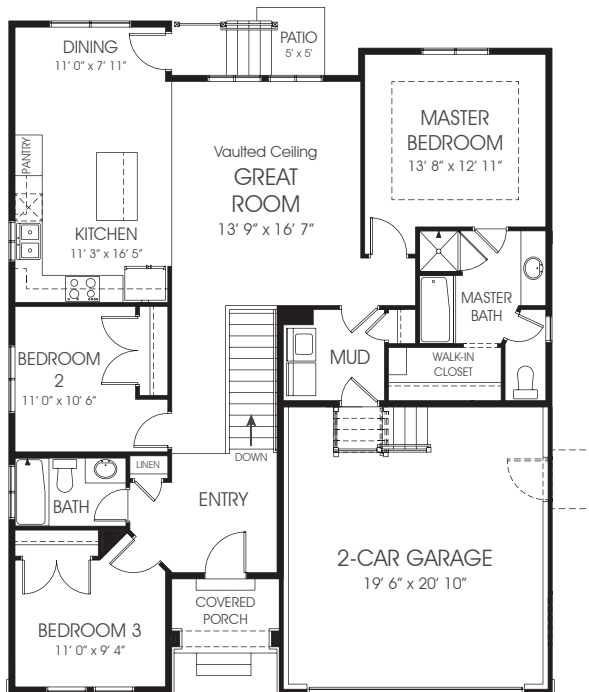 DINING
11' 0" x 7' 11"
PATIO
5' x 5'
MASTER
BEDROOM
13' 8" x 12' 11"
PANTRY
Vaulted Ceiling
GREAT
ROOM
13' 9" x 16' 7"
KITCHEN
11' 3" x 16' 5"
MASTER
BATH
BEDROOM
2
11' 0" x 10' 6"
MUD
WALK-IN
CLOSET
DOWN
LINEN
BATH
ENTRY
2-CAR GARAGE
19' 6" x 20' 10"
COVERED
PORCH
BEDROOM 3
11' 0" x 9' 4"